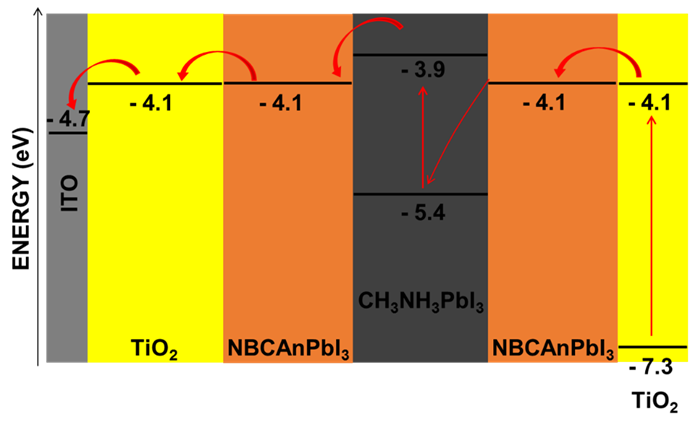 ENERGY (eV)
- 4.7
ITO
- 4.1
TiO₂
- 4.1
NBCAnPbI₃
- 3.9
- 5.4
CH₃NH₃PbI₃
- 4.1
NBCAnPbI₃
- 4.1
- 7.3
TiO₂